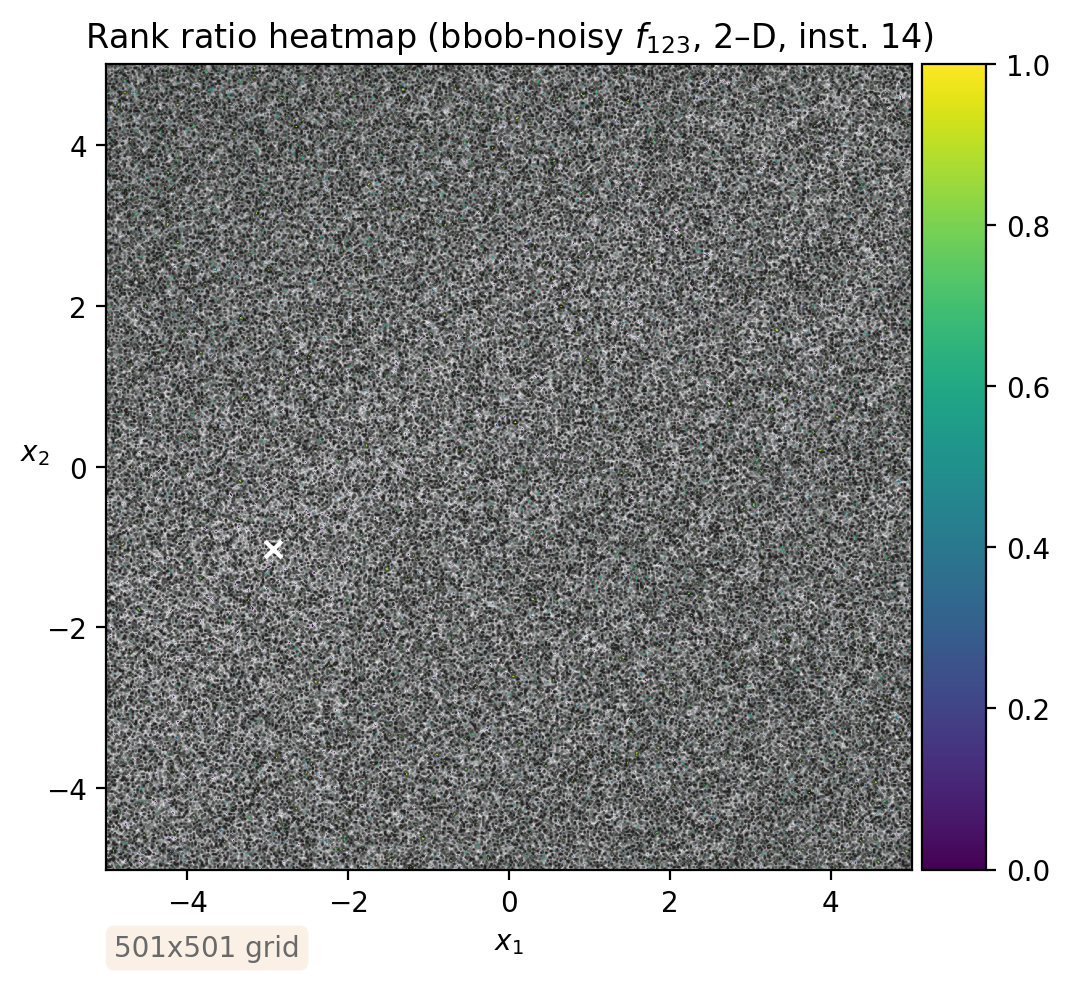 Rank ratio heatmap (bbob-noisy f₁₂₃, 2–D, inst. 14)
1.0
4
0.8
2
0.6
x₂ 0
0.4
−2
0.2
−4
0.0
−4 −2 0 2 4
x₁
501x501 grid